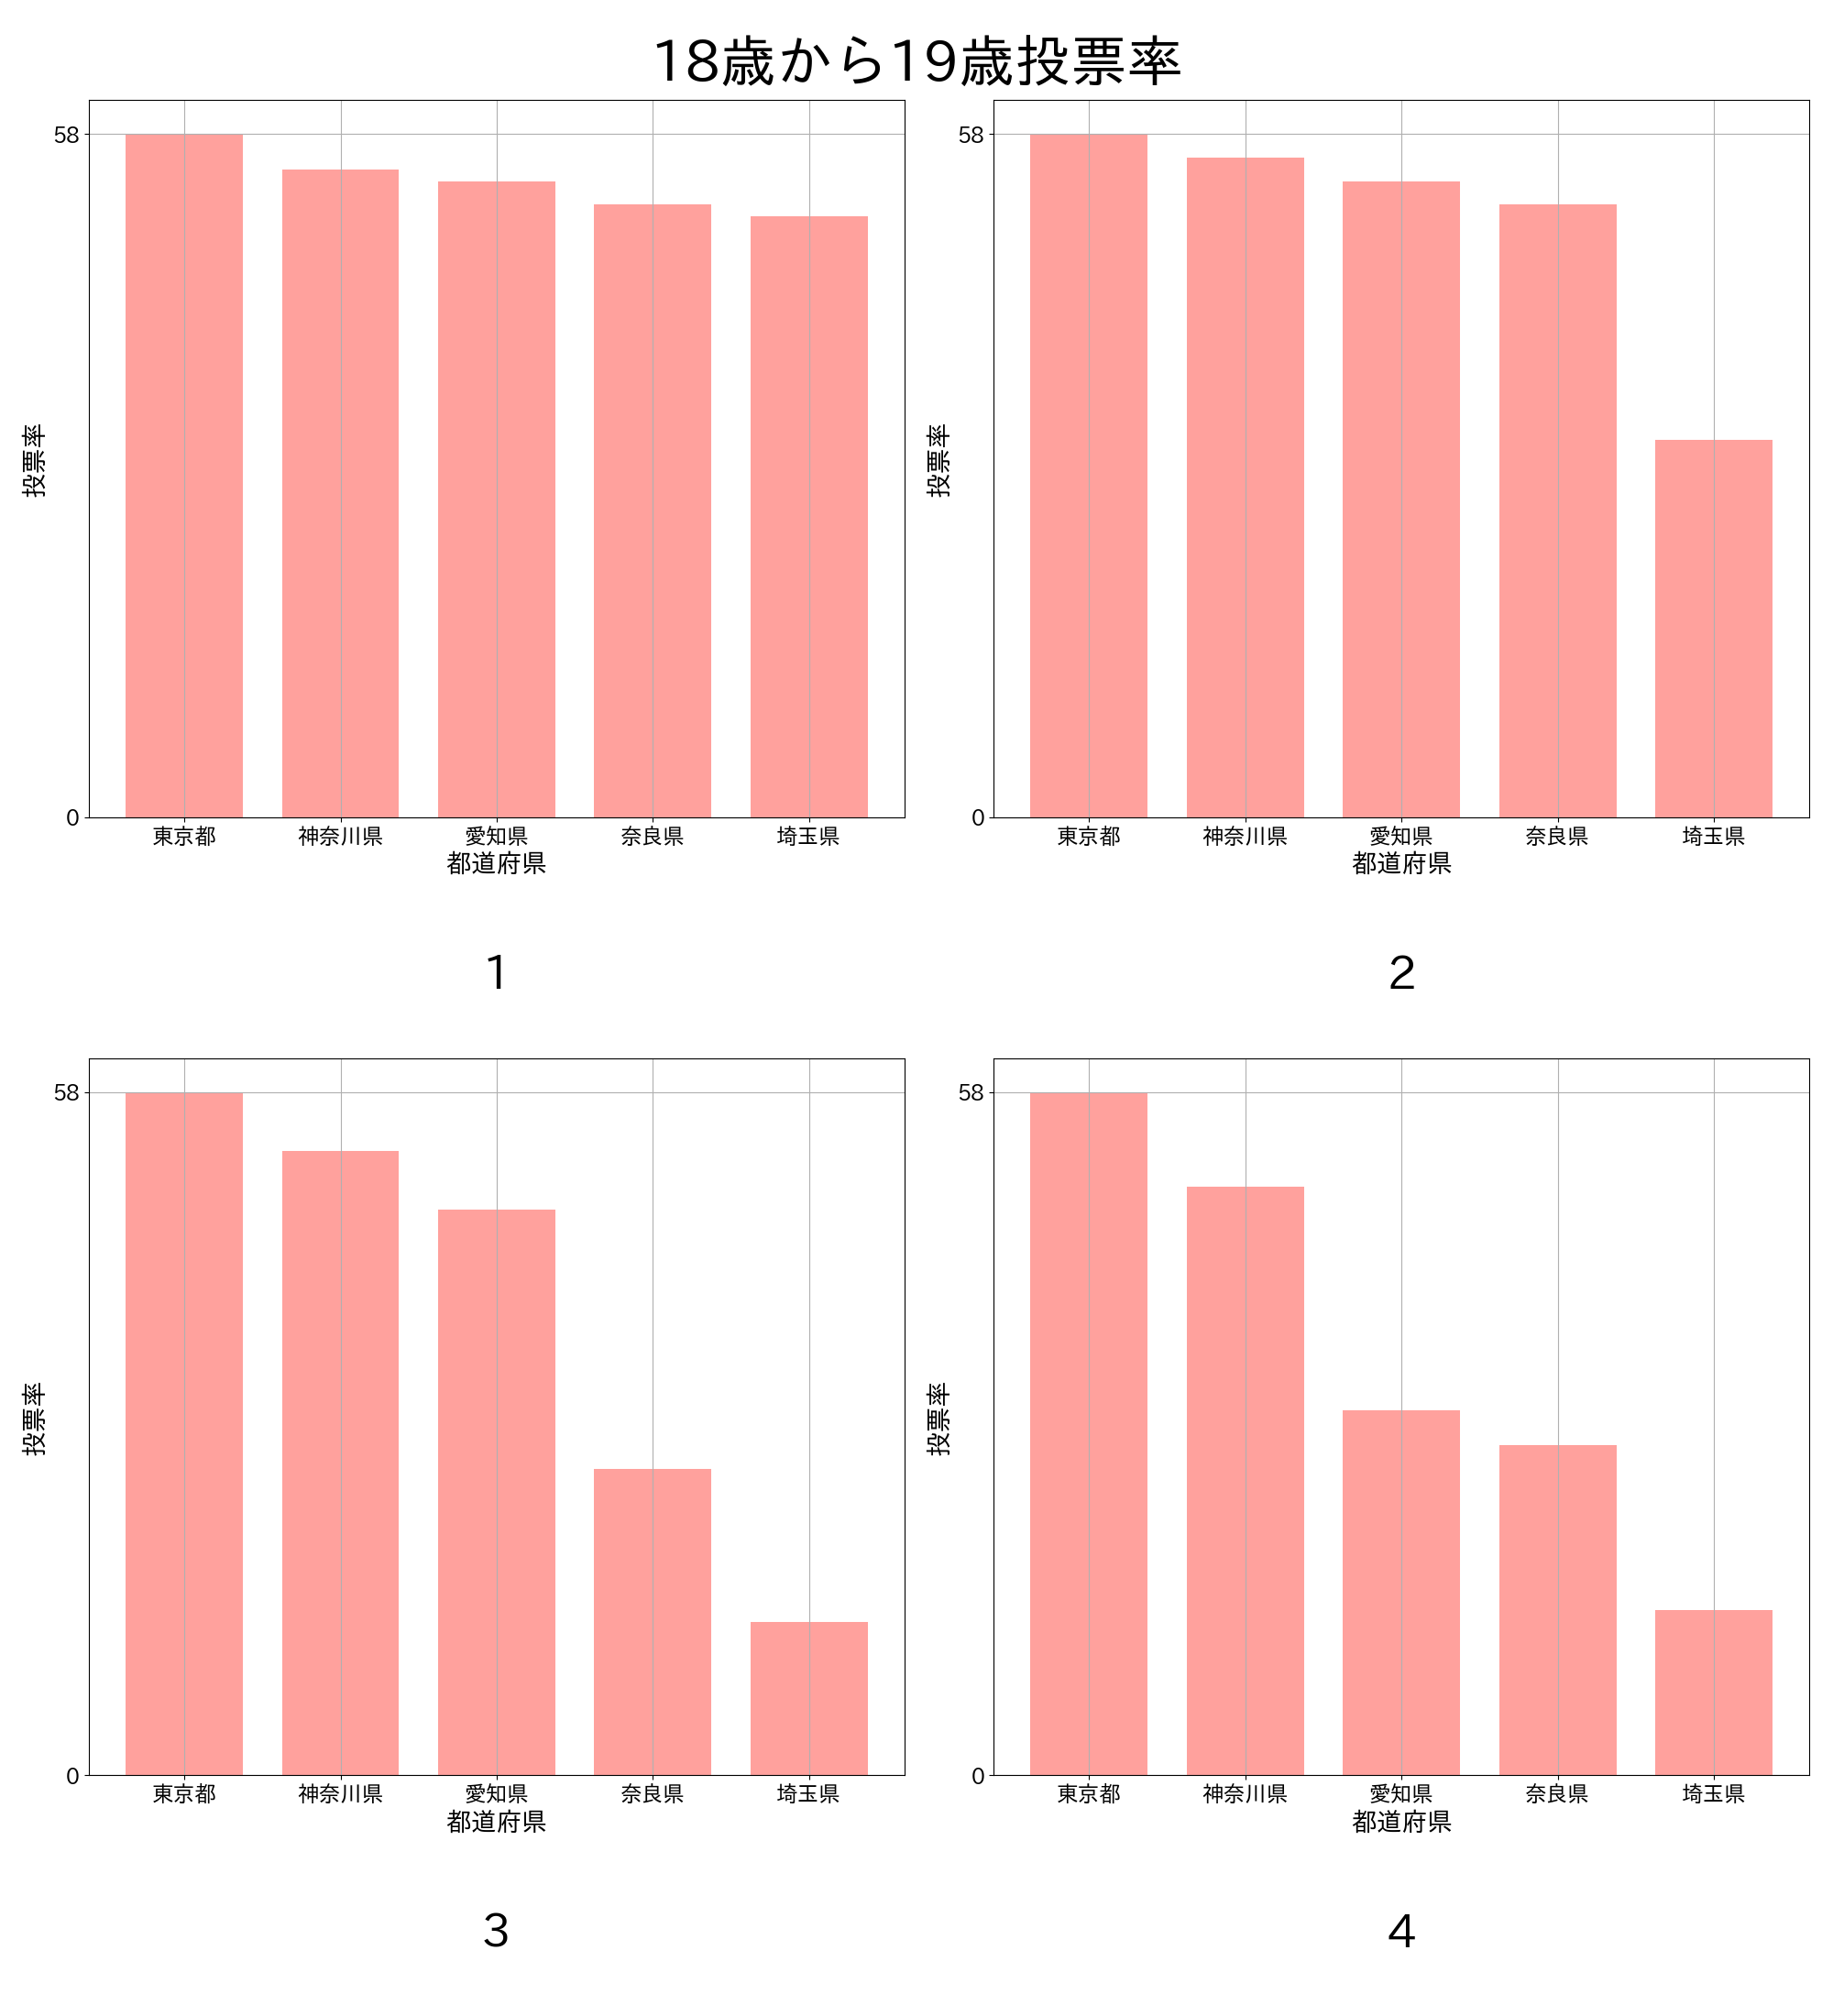 18歳から19歳投票率
58
0
投票率
東京都 神奈川県 愛知県 奈良県 埼玉県
都道府県
1
58
0
投票率
東京都 神奈川県 愛知県 奈良県 埼玉県
都道府県
2
58
0
投票率
東京都 神奈川県 愛知県 奈良県 埼玉県
都道府県
3
58
0
投票率
東京都 神奈川県 愛知県 奈良県 埼玉県
都道府県
4